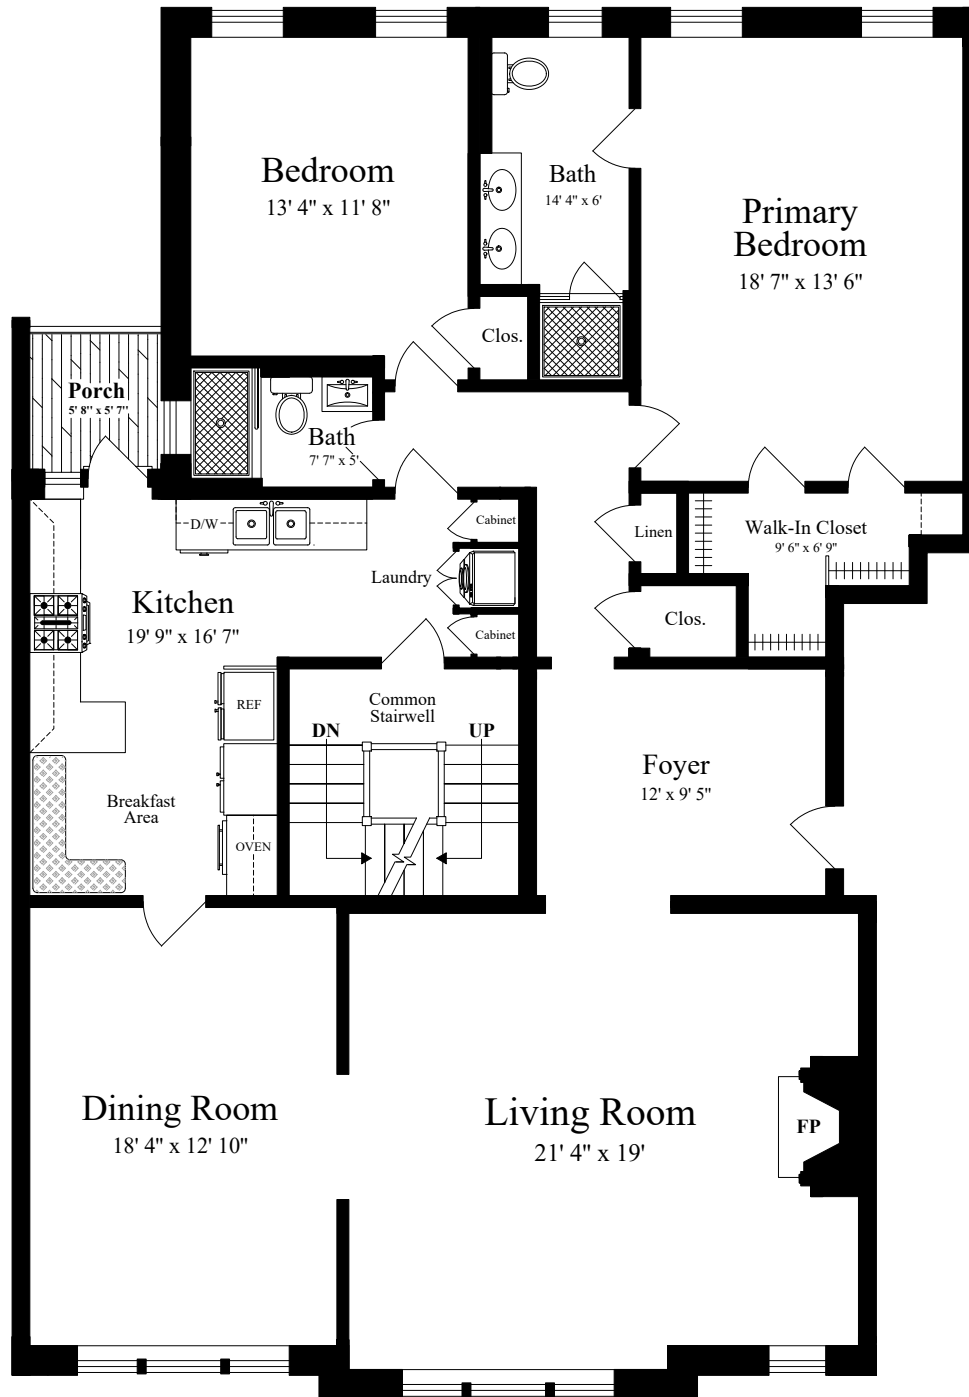 Bedroom
13' 4" x 11' 8"
Bath
14' 4" x 6'
Primary
Bedroom
18' 7" x 13' 6"
Clos.
Porch
5' 8" x 5' 7"
Bath
7' 7" x 5'
D/W
Cabinet
Linen
Walk-In Closet
9' 6" x 6' 9"
Laundry
Kitchen
19' 9" x 16' 7"
Cabinet
Clos.
REF
Common
Stairwell
DN
UP
Foyer
12' x 9' 5"
Breakfast
Area
OVEN
Dining Room
18' 4" x 12' 10"
Living Room
21' 4" x 19'
FP